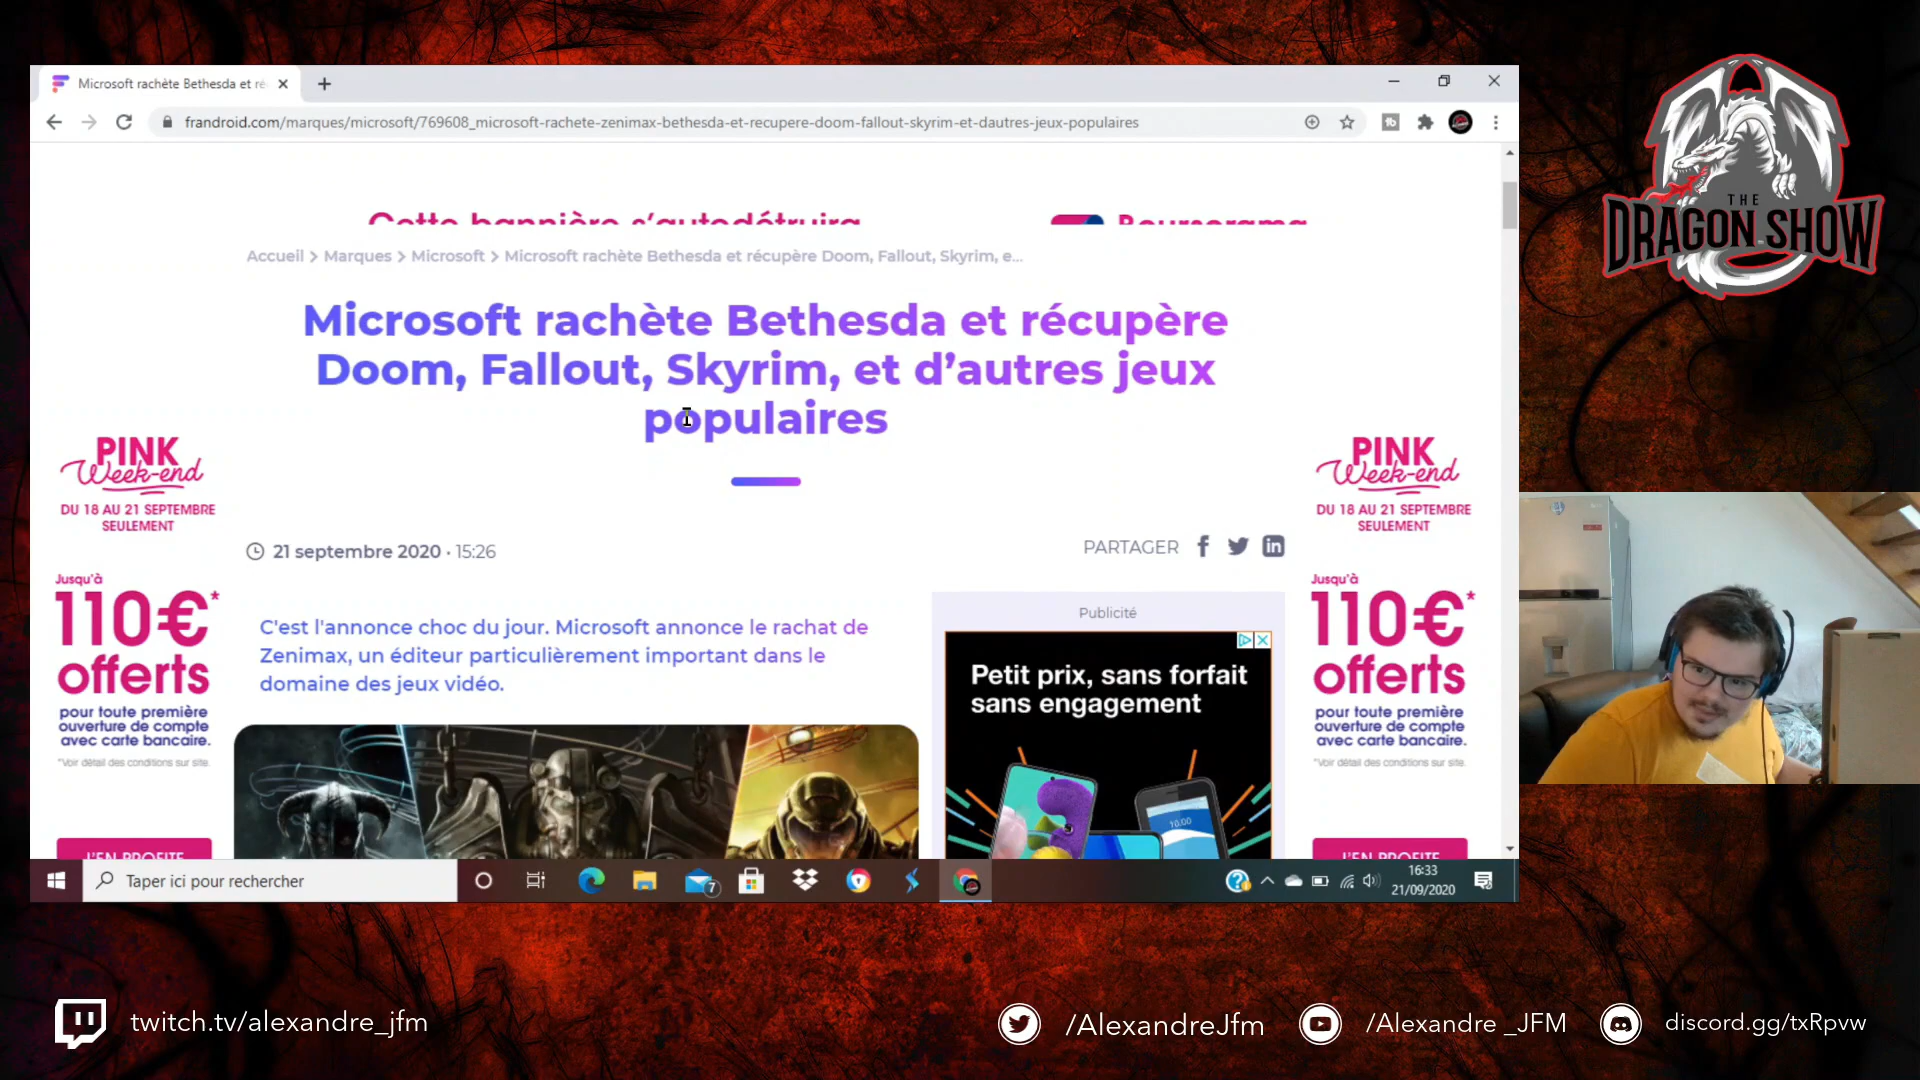 Microsoft rachète Bethesda et ré
frandroid.com/marques/microsoft/769608_microsoft-rachete-zenimax-bethesda-et-recupere-doom-fallout-skyrim-et-dautres-jeux-populaires
Cette bannière s'autodétruira
Boursorama
Accueil > Marques > Microsoft > Microsoft rachète Bethesda et récupère Doom, Fallout, Skyrim, e...
Microsoft rachète Bethesda et récupère
Doom, Fallout, Skyrim, et d’autres jeux
populaires
21 septembre 2020 • 15:26
PARTAGER
C'est l'annonce choc du jour. Microsoft annonce le rachat de
Zenimax, un éditeur particulièrement important dans le
domaine des jeux vidéo.
Publicité
Petit prix, sans forfait
sans engagement
10.00
PINK
Week-end
DU 18 AU 21 SEPTEMBRE
SEULEMENT
Jusqu'à
110€*
offerts
pour toute première
ouverture de compte
avec carte bancaire.
*Voir détail des conditions sur site.
J'EN PROFITE
PINK
Week-end
DU 18 AU 21 SEPTEMBRE
SEULEMENT
Jusqu'à
110€*
offerts
pour toute première
ouverture de compte
avec carte bancaire.
*Voir détail des conditions sur site.
J'EN PROFITE
Taper ici pour rechercher
7
16:33
21/09/2020
THE
DRAGON SHOW
twitch.tv/alexandre_jfm
/AlexandreJfm
/Alexandre _JFM
discord.gg/txRpvw